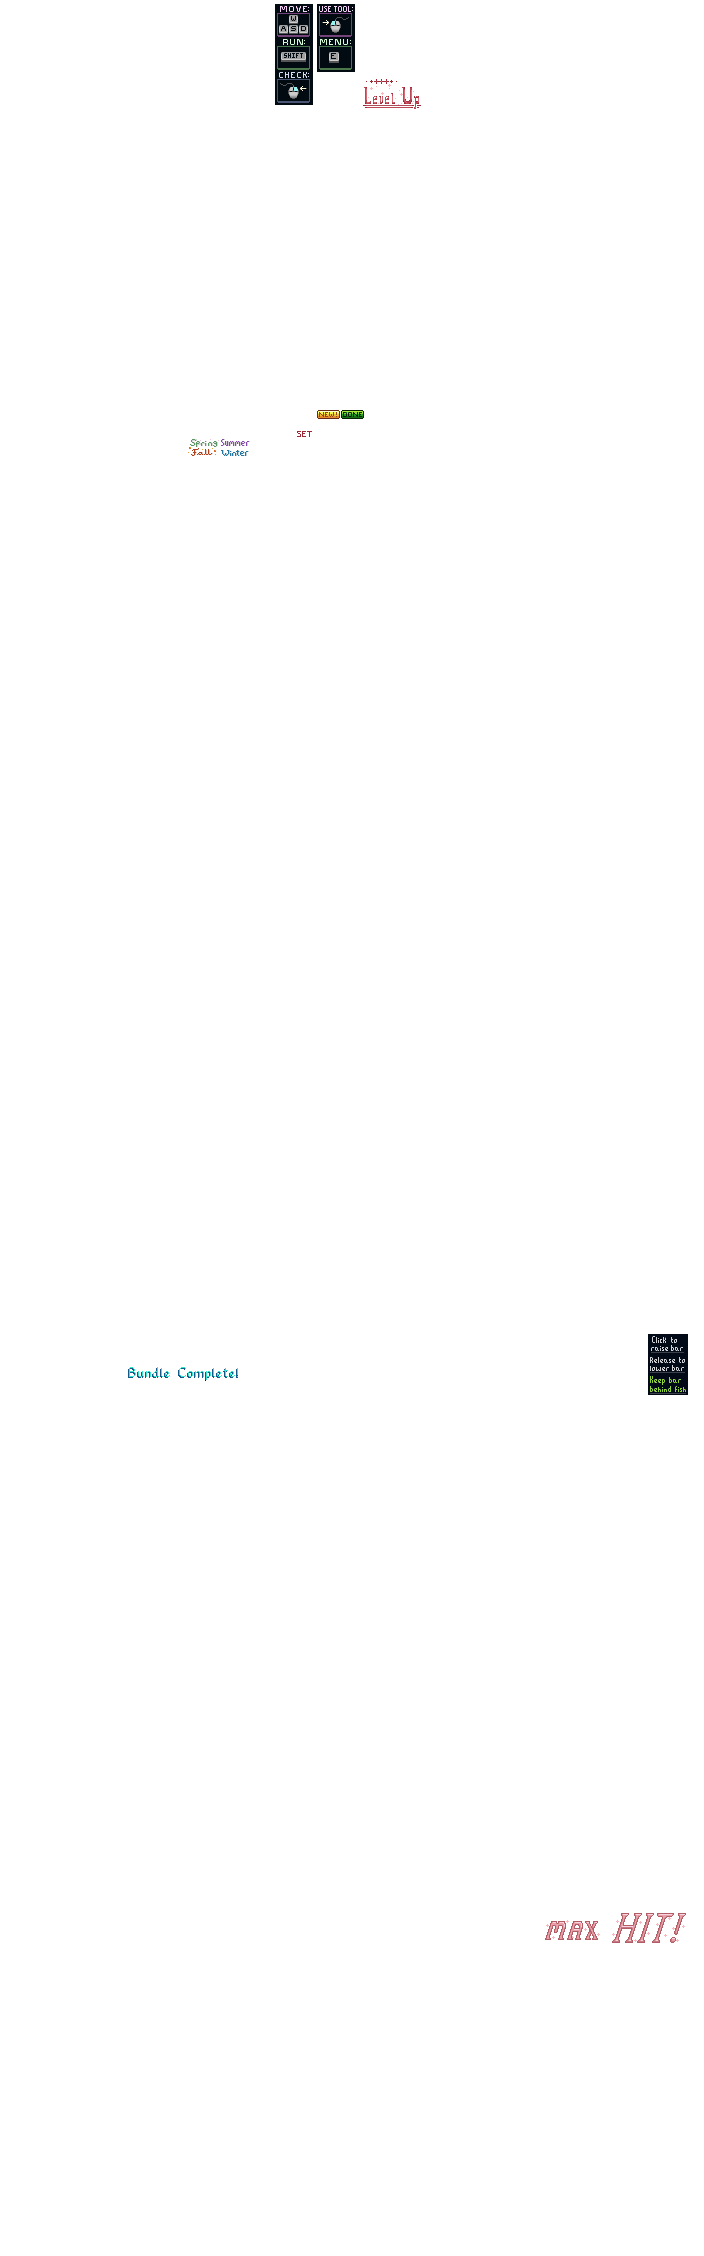 MOVE:
W
A S D
RUN:
SHIFT
CHECK:
USE TOOL:
MENU:
E
Level Up
NEW! DONE
SET
Spring Summer
Fall Winter
Click to
raise bar
Release to
lower bar
Keep bar
behind fish
Bundle Complete!
MAX HIT!